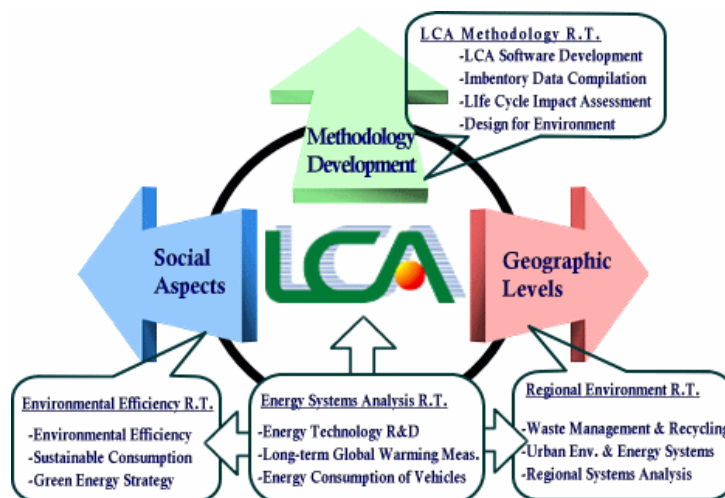 LCA Methodology R.T.
-LCA Software Development
-Imbentory Data Compilation
-LIfe Cycle Impact Assessment
-Design for Environment
Methodology
Development
Social
Aspects
LCA
Geographic
Levels
Environmental Efficiency R.T.
-Environmental Efficiency
-Sustainable Consumption
-Green Energy Strategy
Energy Systems Analysis R.T.
-Energy Technology R&D
-Long-term Global Warming Meas.
-Energy Consumption of Vehicles
Regional Environment R.T.
-Waste Management & Recycling
-Urban Env. & Energy Systems
-Regional Systems Analysis